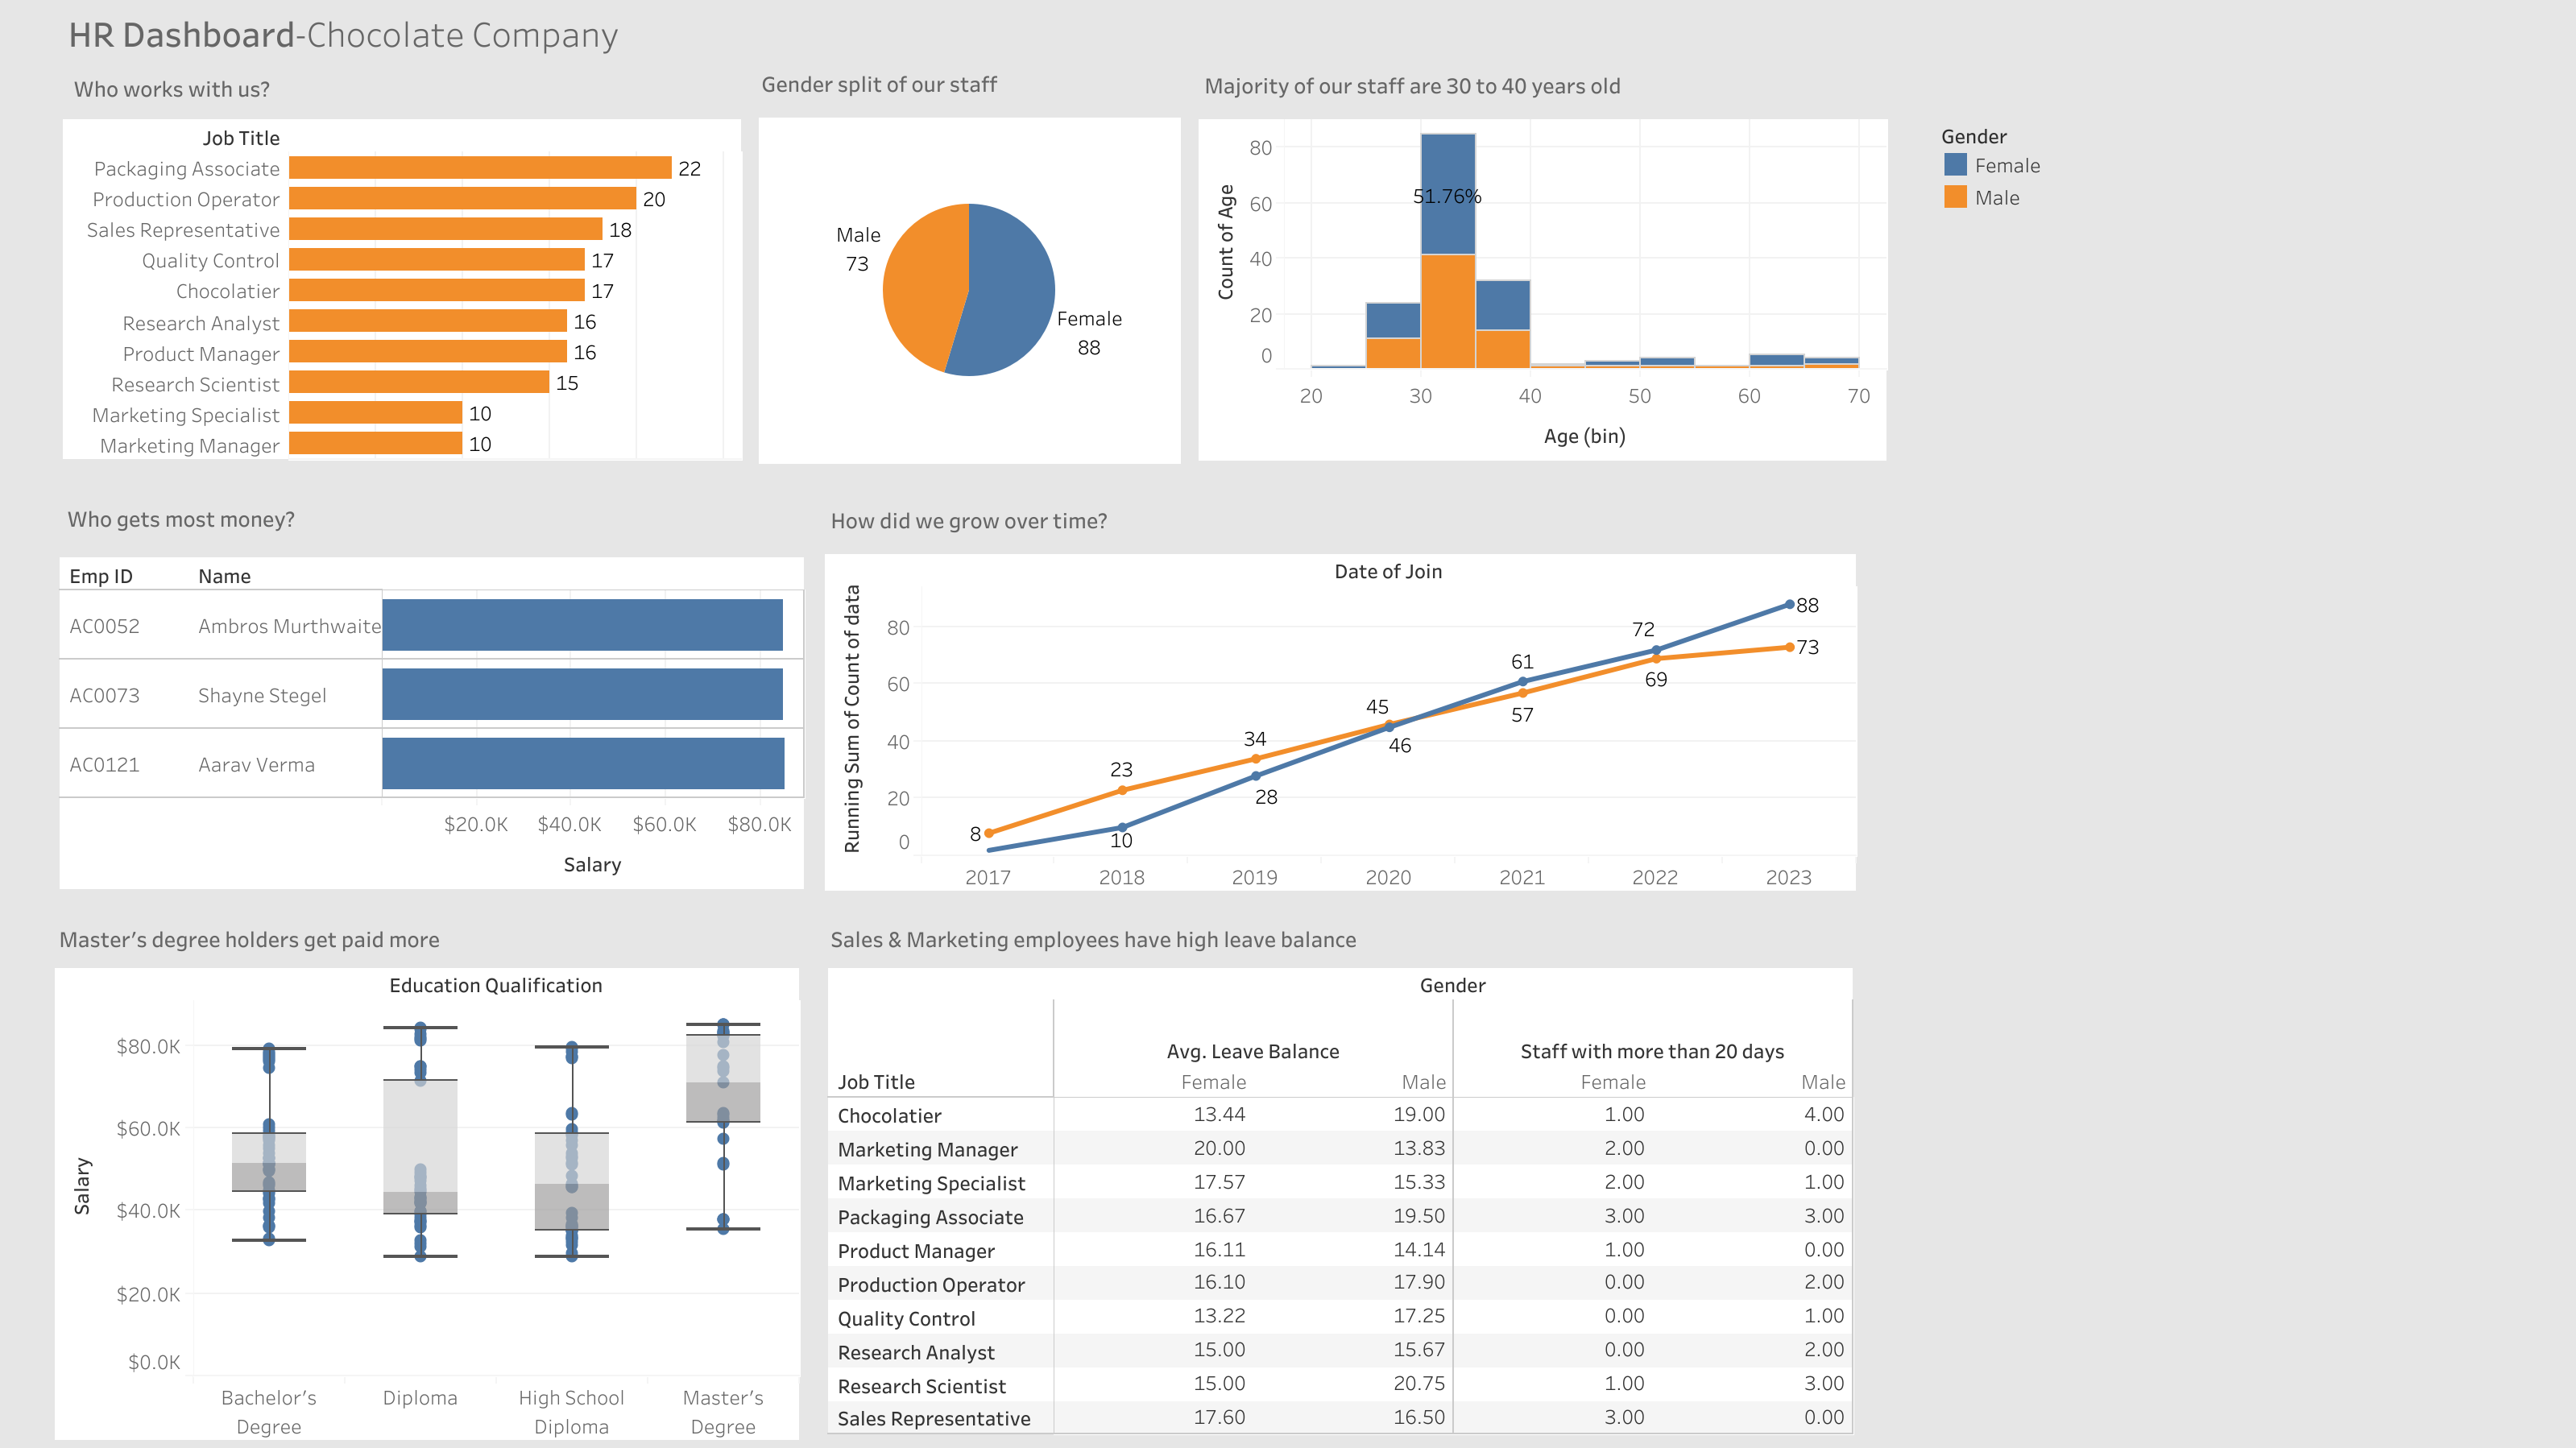 HR Dashboard-Chocolate Company
Who works with us?
Job Title
Packaging Associate 22
Production Operator 20
Sales Representative 18
Quality Control 17
Chocolatier 17
Research Analyst 16
Product Manager 16
Research Scientist 15
Marketing Specialist 10
Marketing Manager 10
Gender split of our staff
Male
73
Female
88
Majority of our staff are 30 to 40 years old
Count of Age
80
60
40
20
0
51.76%
20 30 40 50 60 70
Age (bin)
Gender
Female
Male
Who gets most money?
Emp ID Name
AC0052 Ambros Murthwaite
AC0073 Shayne Stegel
AC0121 Aarav Verma
$20.0K $40.0K $60.0K $80.0K
Salary
How did we grow over time?
Date of Join
Running Sum of Count of data
80
60
40
20
0
8
23
10
34
28
45
46
61
57
72
69
88
73
2017 2018 2019 2020 2021 2022 2023
Master's degree holders get paid more
Education Qualification
Salary
$80.0K
$60.0K
$40.0K
$20.0K
$0.0K
Bachelor's Degree
Diploma
High School Diploma
Master's Degree
Sales & Marketing employees have high leave balance
Gender
Avg. Leave Balance Staff with more than 20 days
Job Title Female Male Female Male
Chocolatier 13.44 19.00 1.00 4.00
Marketing Manager 20.00 13.83 2.00 0.00
Marketing Specialist 17.57 15.33 2.00 1.00
Packaging Associate 16.67 19.50 3.00 3.00
Product Manager 16.11 14.14 1.00 0.00
Production Operator 16.10 17.90 0.00 2.00
Quality Control 13.22 17.25 0.00 1.00
Research Analyst 15.00 15.67 0.00 2.00
Research Scientist 15.00 20.75 1.00 3.00
Sales Representative 17.60 16.50 3.00 0.00